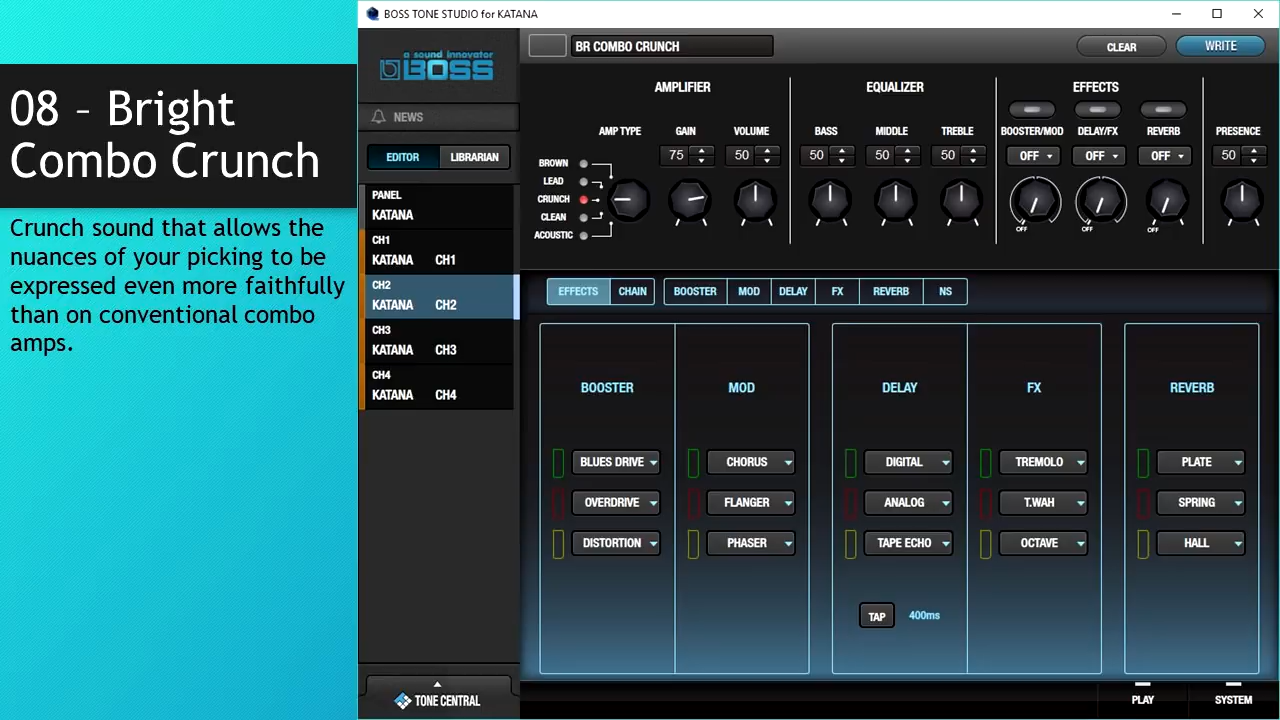 08 – Bright
Combo Crunch
Crunch sound that allows the
nuances of your picking to be
expressed even more faithfully
than on conventional combo
amps.
BOSS TONE STUDIO for KATANA
a sound innovator
BOSS
NEWS
EDITOR LIBRARIAN
PANEL
KATANA
CH1
KATANA CH1
CH2
KATANA CH2
CH3
KATANA CH3
CH4
KATANA CH4
TONE CENTRAL
BR COMBO CRUNCH CLEAR WRITE
AMPLIFIER EQUALIZER EFFECTS
AMP TYPE GAIN VOLUME BASS MIDDLE TREBLE BOOSTER/MOD DELAY/FX REVERB PRESENCE
75 50 50 50 50 OFF OFF OFF 50
BROWN
LEAD
CRUNCH
CLEAN
ACOUSTIC
OFF OFF OFF
EFFECTS CHAIN BOOSTER MOD DELAY FX REVERB NS
BOOSTER MOD DELAY FX REVERB
BLUES DRIVE CHORUS DIGITAL TREMOLO PLATE
OVERDRIVE FLANGER ANALOG T.WAH SPRING
DISTORTION PHASER TAPE ECHO OCTAVE HALL
TAP 400ms
PLAY SYSTEM